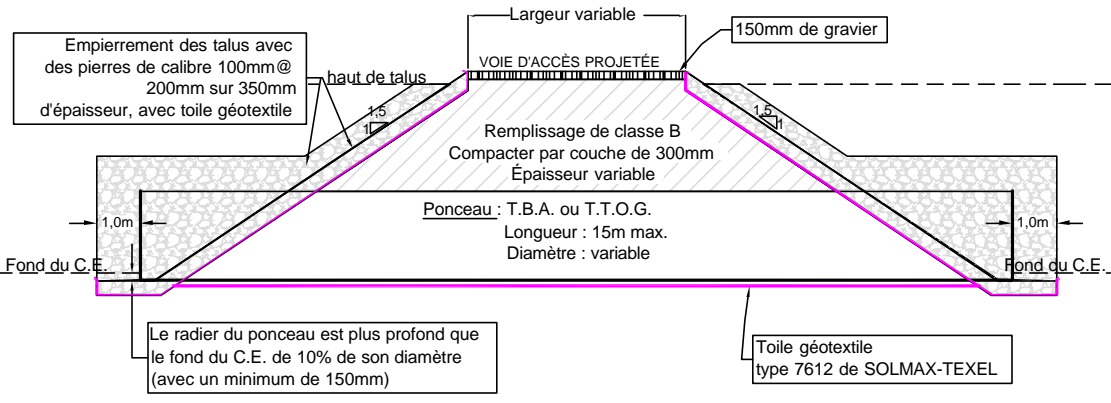 Largeur variable
150mm de gravier
Empierrement des talus avec
des pierres de calibre 100mm@
200mm sur 350mm
d'épaisseur, avec toile géotextile
VOIE D'ACCÈS PROJETÉE
haut de talus
1,5
1
1,5
1
Remplissage de classe B
Compacter par couche de 300mm
Épaisseur variable
Ponceau : T.B.A. ou T.T.O.G.
Longueur : 15m max.
Diamètre : variable
1,0m
1,0m
Fond du C.E.
Fond du C.E.
Le radier du ponceau est plus profond que
le fond du C.E. de 10% de son diamètre
(avec un minimum de 150mm)
Toile géotextile
type 7612 de SOLMAX-TEXEL